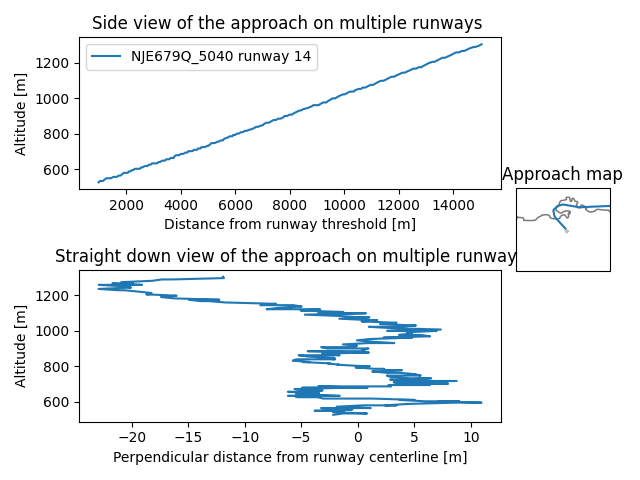 Side view of the approach on multiple runways
Altitude [m]
1200
1000
800
600
NJE679Q_5040 runway 14
2000 4000 6000 8000 10000 12000 14000
Distance from runway threshold [m]
Approach map
Straight down view of the approach on multiple runway
Altitude [m]
1200
1000
800
600
−20 −15 −10 −5 0 5 10
Perpendicular distance from runway centerline [m]